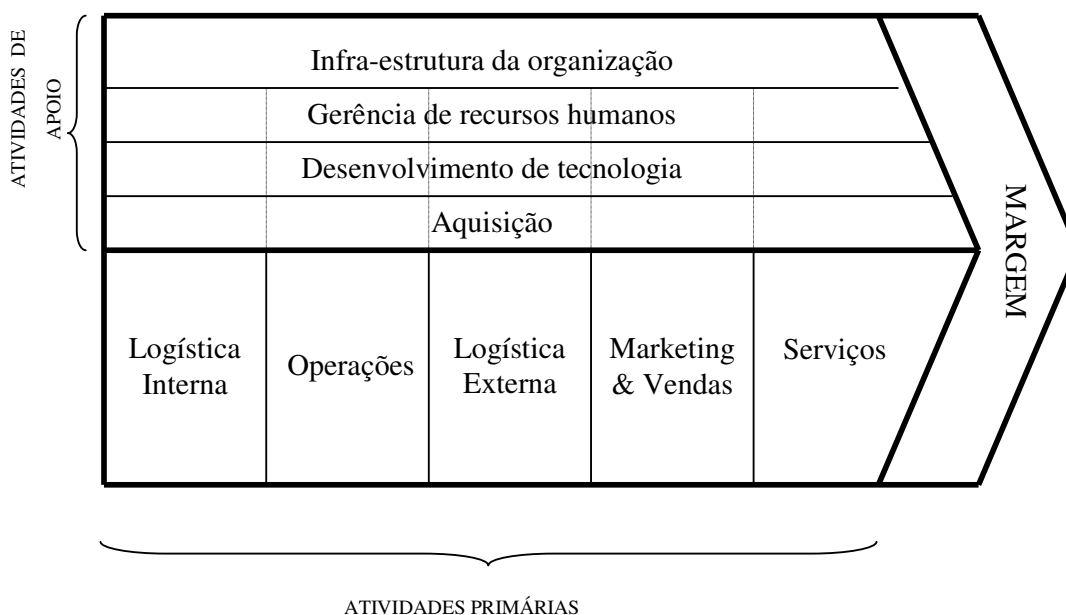 ATIVIDADES DE
APOIO
Infra-estrutura da organização
Gerência de recursos humanos
Desenvolvimento de tecnologia
Aquisição
Logística
Interna
Operações
Logística
Externa
Marketing
& Vendas
Serviços
MARGEM
ATIVIDADES PRIMÁRIAS